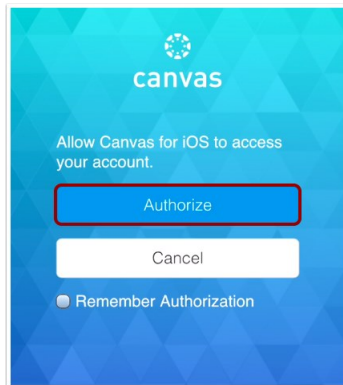 canvas
Allow Canvas for iOS to access
your account.
Authorize
Cancel
Remember Authorization